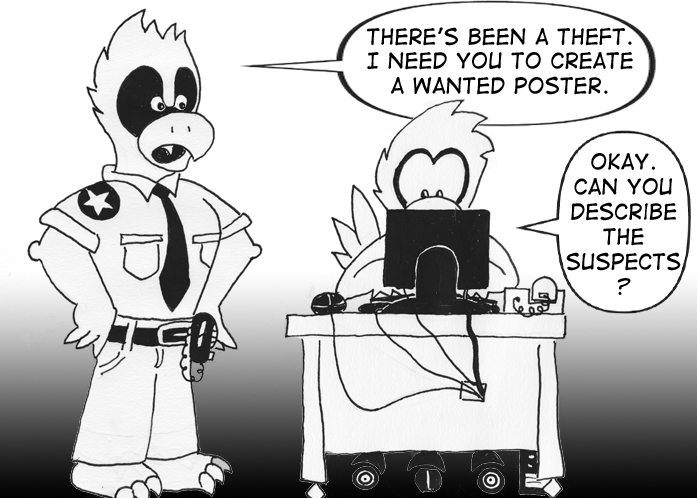 THERE'S BEEN A THEFT.
I NEED YOU TO CREATE
A WANTED POSTER.
OKAY.
CAN YOU
DESCRIBE
THE
SUSPECTS
?